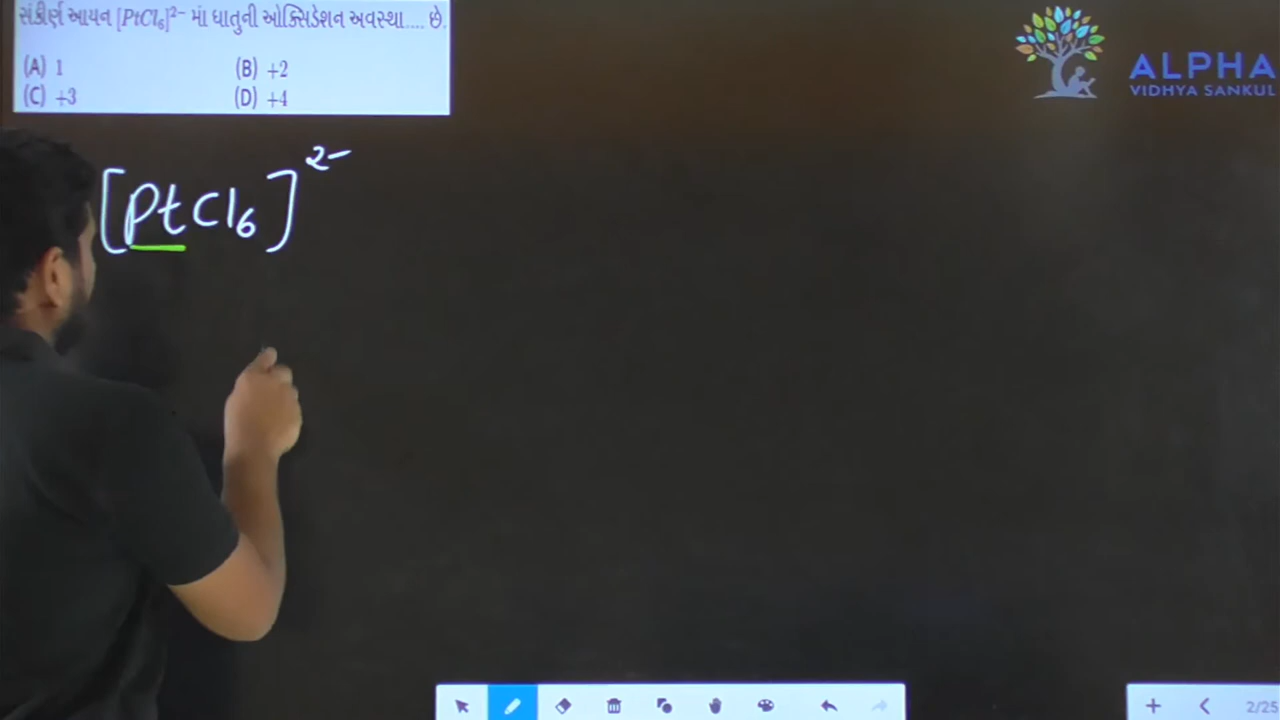 સંકીર્ણ આયન [PtCl₆]²⁻ માં ધાતુની ઓક્સિડેશન અવસ્થા.... છે.
(A) 1 (B) +2
(C) +3 (D) +4
[PtCl₆]²⁻
ALPHA
VIDHYA SANKUL
2/25